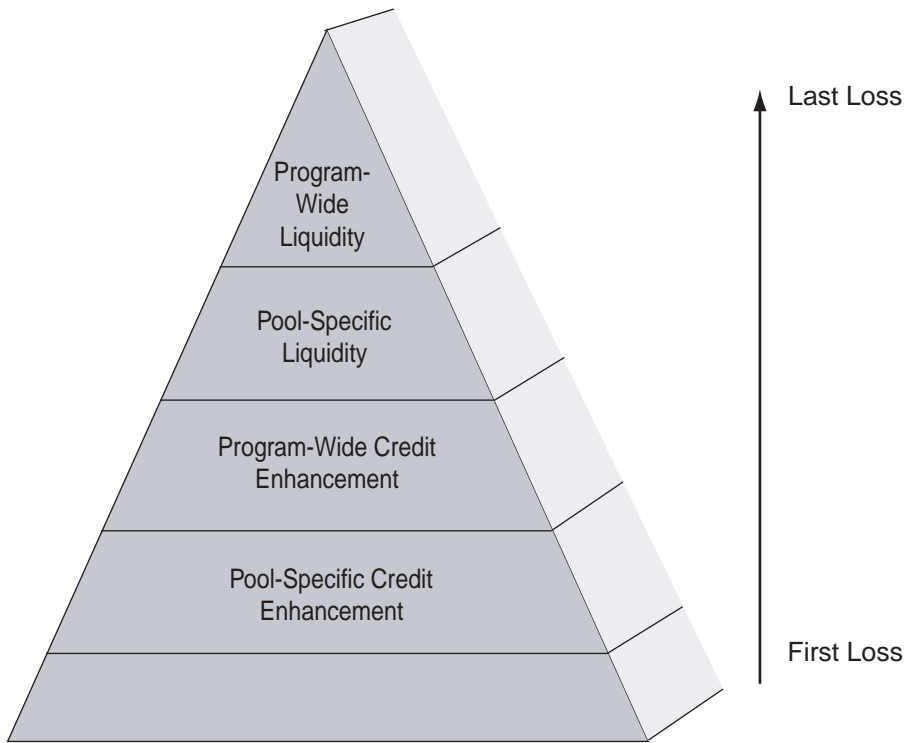 Last Loss
Program-
Wide
Liquidity
Pool-Specific
Liquidity
Program-Wide Credit
Enhancement
Pool-Specific Credit
Enhancement
First Loss